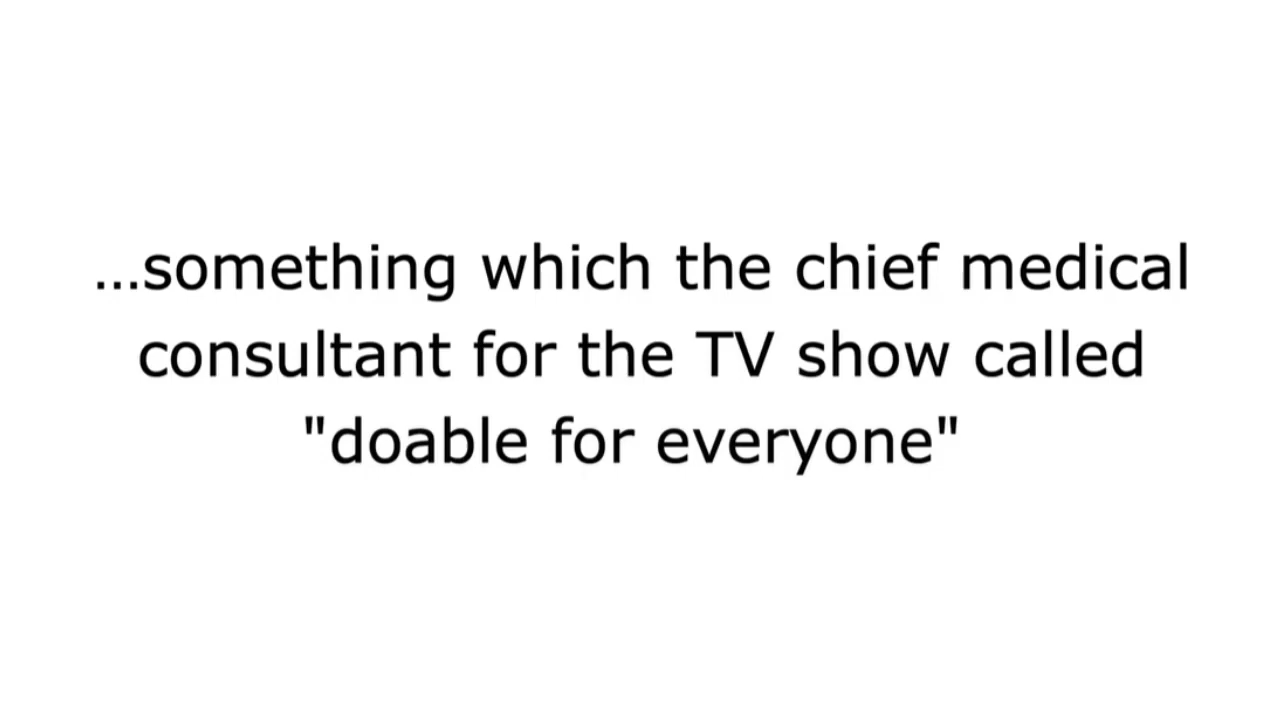 ...something which the chief medical
consultant for the TV show called
"doable for everyone"